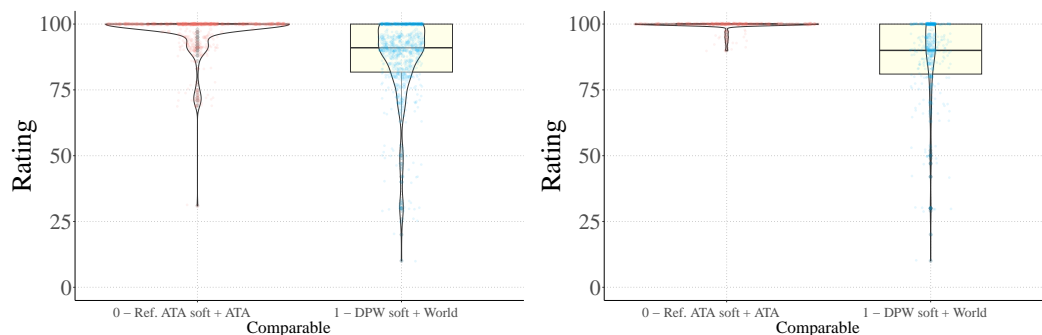 100
75
50
25
0
Rating
0 − Ref. ATA soft + ATA
1 − DPW soft + World
Comparable
100
75
50
25
0
Rating
0 − Ref. ATA soft + ATA
1 − DPW soft + World
Comparable